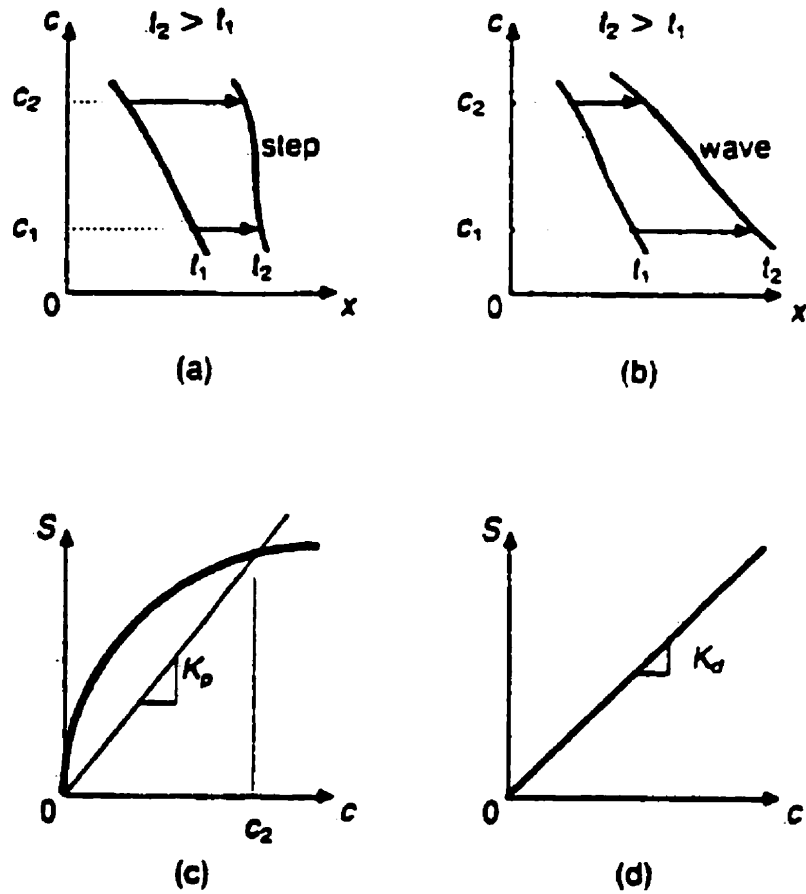 c t₂ > t₁
c₂
step
c₁
t₁ t₂
0 x
(a)
c t₂ > t₁
c₂
wave
c₁
t₁ t₂
0 x
(b)
S
Kₚ
0 c₂ c
(c)
S
K_d
0 c
(d)